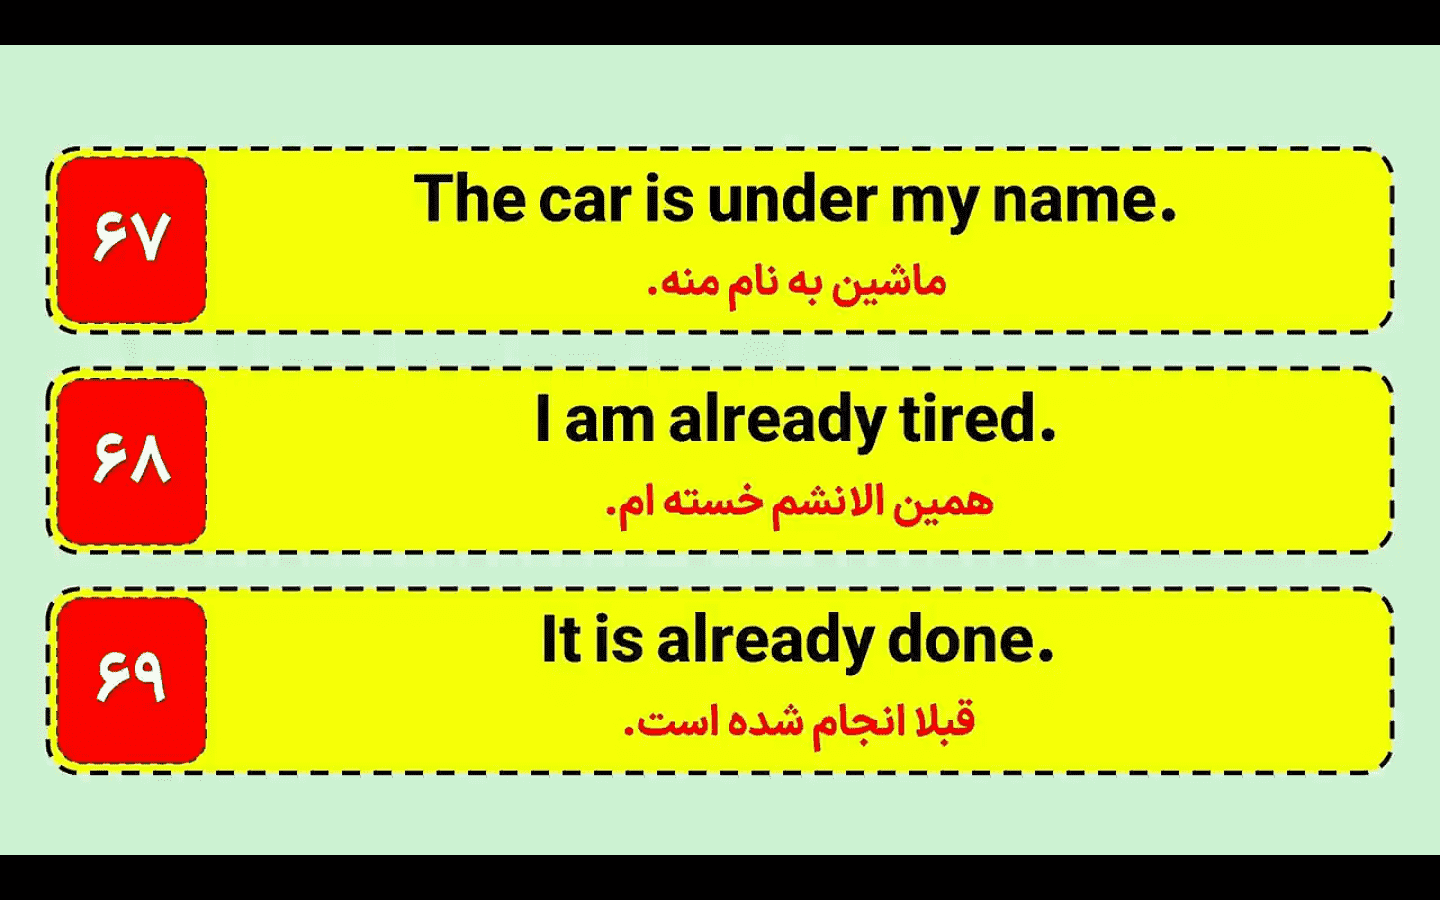 ۶۷
The car is under my name.
ماشین به نام منه.
۶۸
I am already tired.
همین الانشم خسته ام.
۶۹
It is already done.
قبلا انجام شده است.